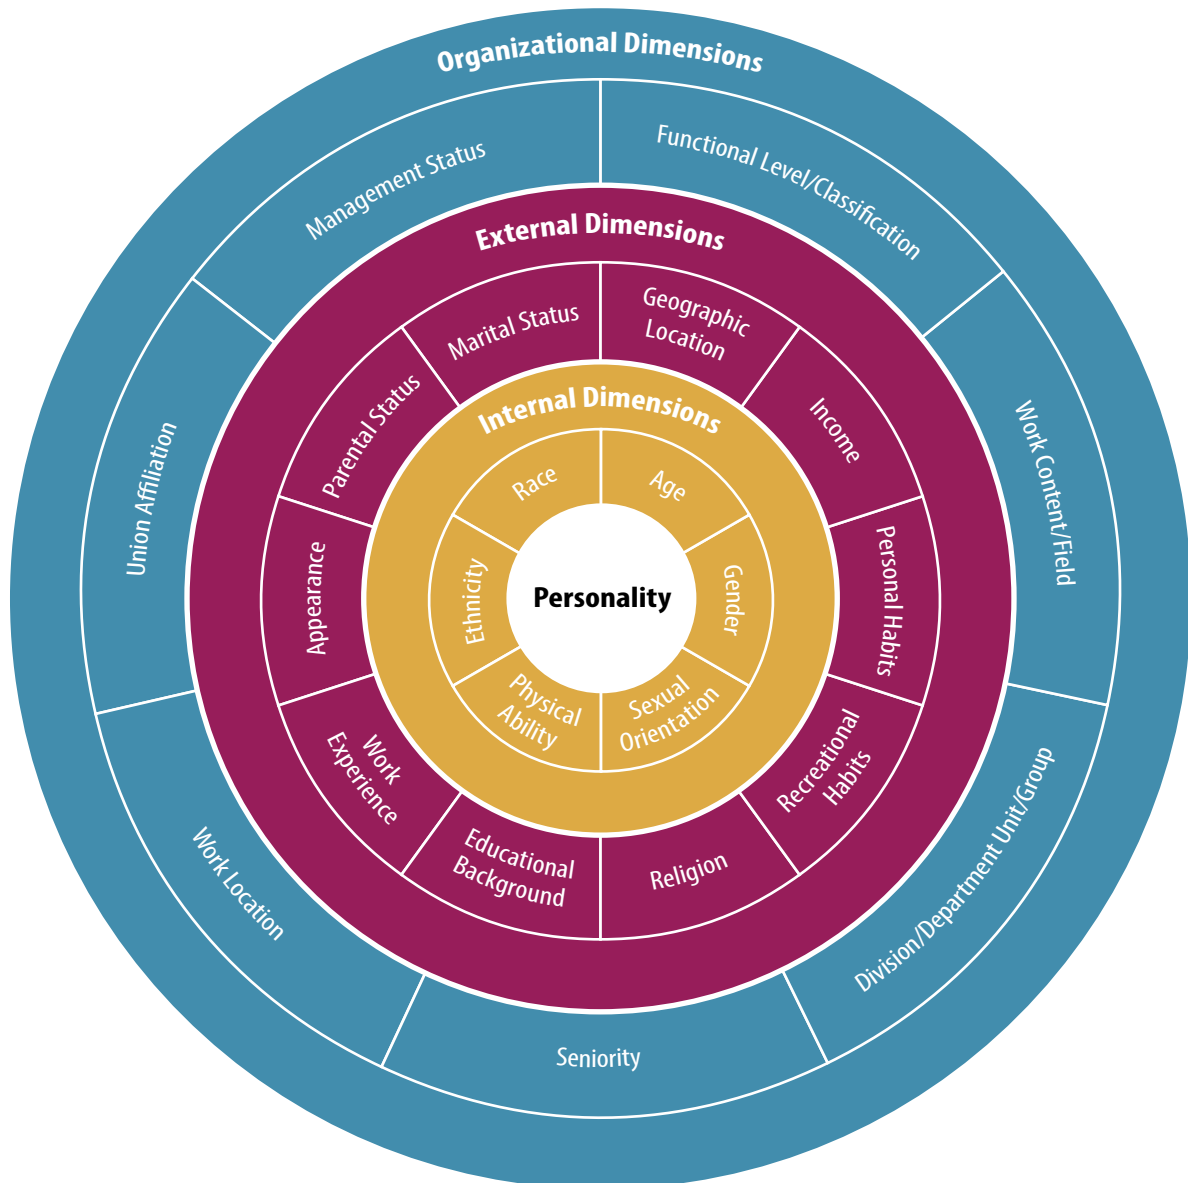 Organizational Dimensions
Functional Level/Classification
Work Content/Field
Division/Department Unit/Group
Seniority
Work Location
Union Affiliation
Management Status
External Dimensions
Geographic
Location
Income
Personal Habits
Recreational
Habits
Religion
Educational
Background
Work
Experience
Appearance
Parental Status
Marital Status
Internal Dimensions
Age
Gender
Sexual
Orientation
Physical
Ability
Ethnicity
Race
Personality